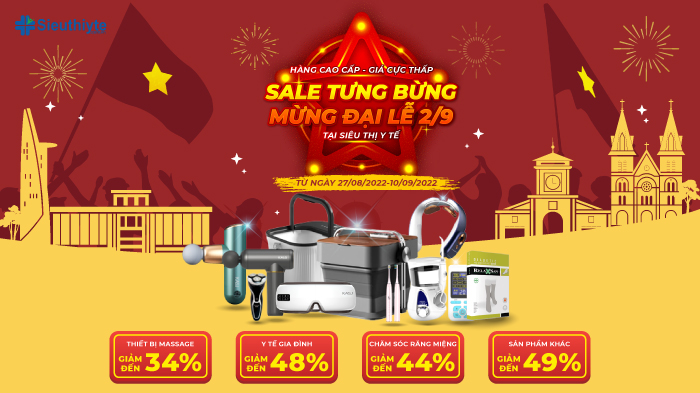 Sieuthiyte
HÀNG CAO CẤP - GIÁ CỰC THẤP
SALE TƯNG BỪNG
MỪNG ĐẠI LỄ 2/9
TẠI SIÊU THỊ Y TẾ
TỪ NGÀY 27/08/2022-10/09/2022
RELAXSAN
THIẾT BỊ MASSAGE
GIẢM ĐẾN 34%
Y TẾ GIA ĐÌNH
GIẢM ĐẾN 48%
CHĂM SÓC RĂNG MIỆNG
GIẢM ĐẾN 44%
SẢN PHẨM KHÁC
GIẢM ĐẾN 49%